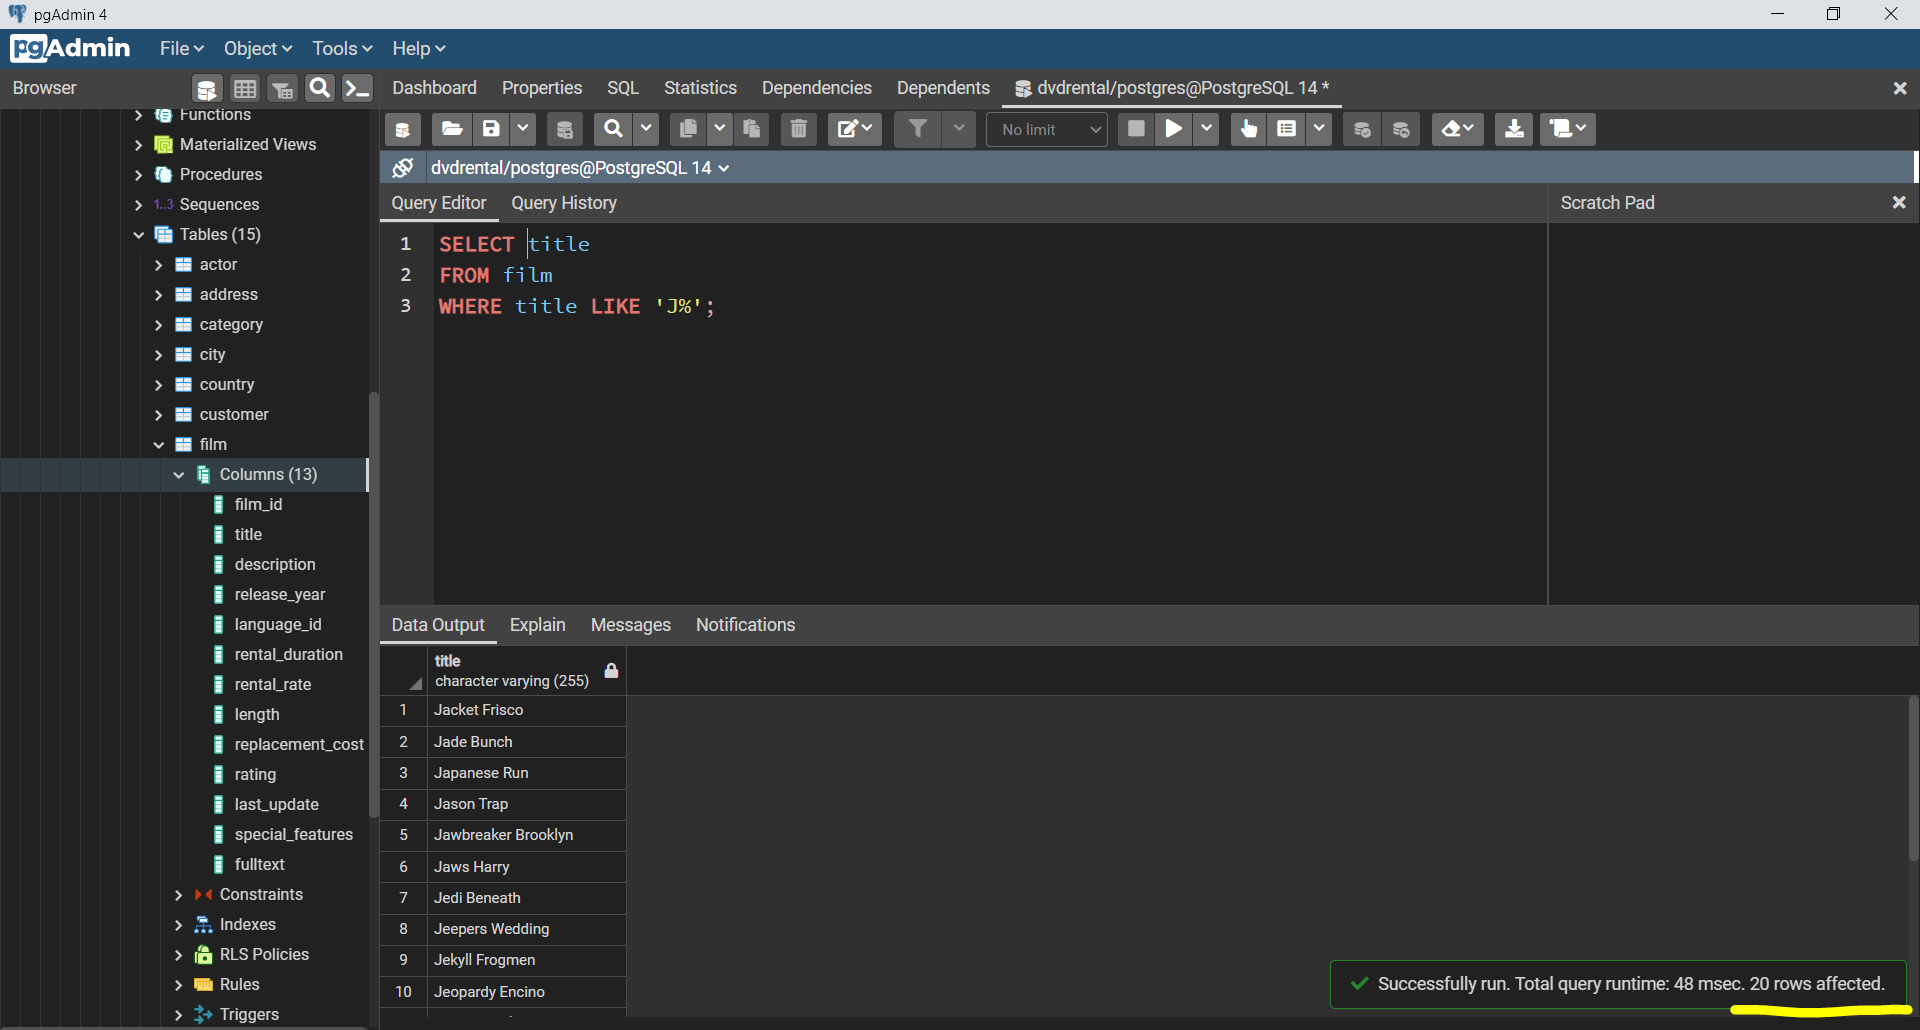 pgAdmin 4
pgAdmin File Object Tools Help
Browser
Dashboard Properties SQL Statistics Dependencies Dependents dvdrental/postgres@PostgreSQL 14 *
No limit
dvdrental/postgres@PostgreSQL 14
Functions
Materialized Views
Procedures
1..3 Sequences
Tables (15)
actor
address
category
city
country
customer
film
Columns (13)
film_id
title
description
release_year
language_id
rental_duration
rental_rate
length
replacement_cost
rating
last_update
special_features
fulltext
Constraints
Indexes
RLS Policies
Rules
Triggers
Query Editor Query History
Scratch Pad
1 SELECT title
2 FROM film
3 WHERE title LIKE 'J%';
Data Output Explain Messages Notifications
title
character varying (255)
1 Jacket Frisco
2 Jade Bunch
3 Japanese Run
4 Jason Trap
5 Jawbreaker Brooklyn
6 Jaws Harry
7 Jedi Beneath
8 Jeepers Wedding
9 Jekyll Frogmen
10 Jeopardy Encino
Successfully run. Total query runtime: 48 msec. 20 rows affected.